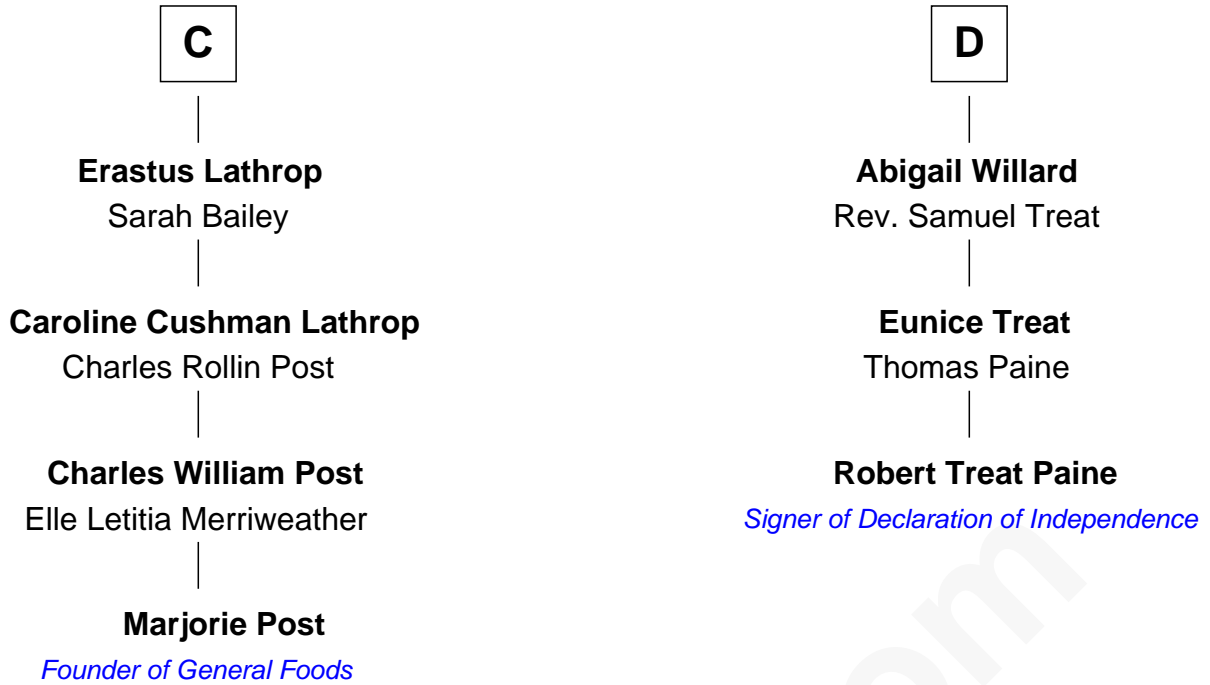 C
Erastus Lathrop
Sarah Bailey
Caroline Cushman Lathrop
Charles Rollin Post
Charles William Post
Elle Letitia Merriweather
Marjorie Post
Founder of General Foods
D
Abigail Willard
Rev. Samuel Treat
Eunice Treat
Thomas Paine
Robert Treat Paine
Signer of Declaration of Independence
om